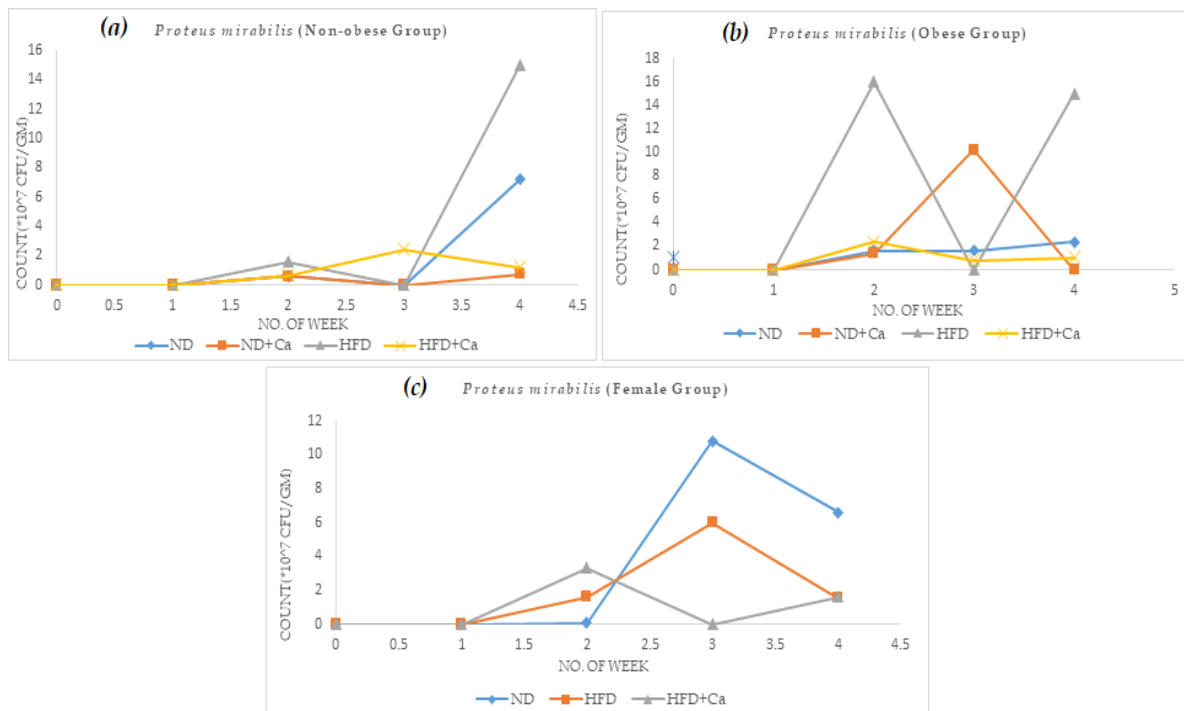 (a) Proteus mirabilis (Non-obese Group)
16
14
12
10
8
6
4
2
0
COUNT(*10^7 CFU/GM)
0 0.5 1 1.5 2 2.5 3 3.5 4 4.5
NO. OF WEEK
ND ND+Ca HFD HFD+Ca
(b) Proteus mirabilis (Obese Group)
18
16
14
12
10
8
6
4
2
0
COUNT(*10^7 CFU/GM)
0 1 2 3 4 5
NO. OF WEEK
ND ND+Ca HFD HFD+Ca
(c) Proteus mirabilis (Female Group)
12
10
8
6
4
2
0
COUNT(*10^7 CFU/GM)
0 0.5 1 1.5 2 2.5 3 3.5 4 4.5
NO. OF WEEK
ND HFD HFD+Ca